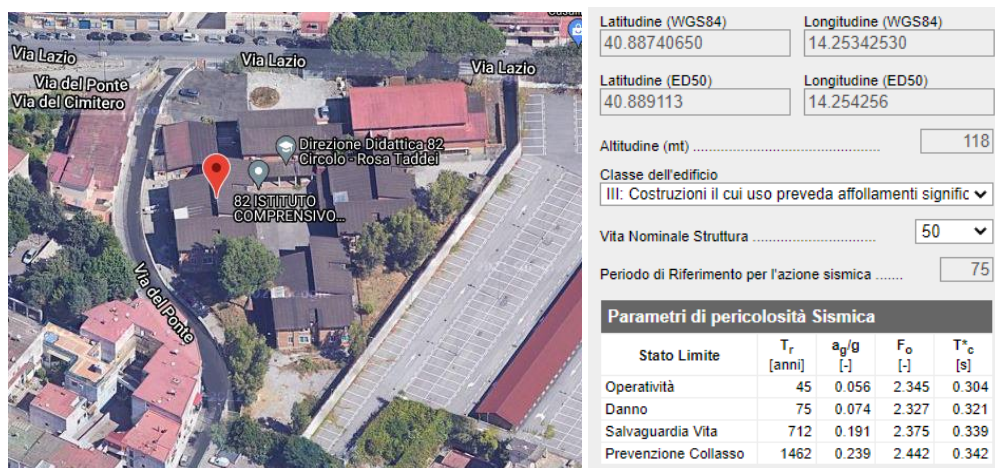 Via Lazio
Via Lazio
Via Lazio
Via del Ponte
Via del Cimitero
Direzione Didattica 82
Circolo - Rosa Taddei
82 ISTITUTO
COMPRENSIVO...
Via del Ponte
Latitudine (WGS84) Longitudine (WGS84)
40.88740650 14.25342530
Latitudine (ED50) Longitudine (ED50)
40.889113 14.254256
Altitudine (mt) 118
Classe dell'edificio
III: Costruzioni il cui uso preveda affollamenti signific
Vita Nominale Struttura 50
Periodo di Riferimento per l'azione sismica ....... 75
Parametri di pericolosità Sismica
Stato Limite Tr [anni] ag/g [-] Fo [-] T*c [s]
Operatività 45 0.056 2.345 0.304
Danno 75 0.074 2.327 0.321
Salvaguardia Vita 712 0.191 2.375 0.339
Prevenzione Collasso 1462 0.239 2.442 0.342